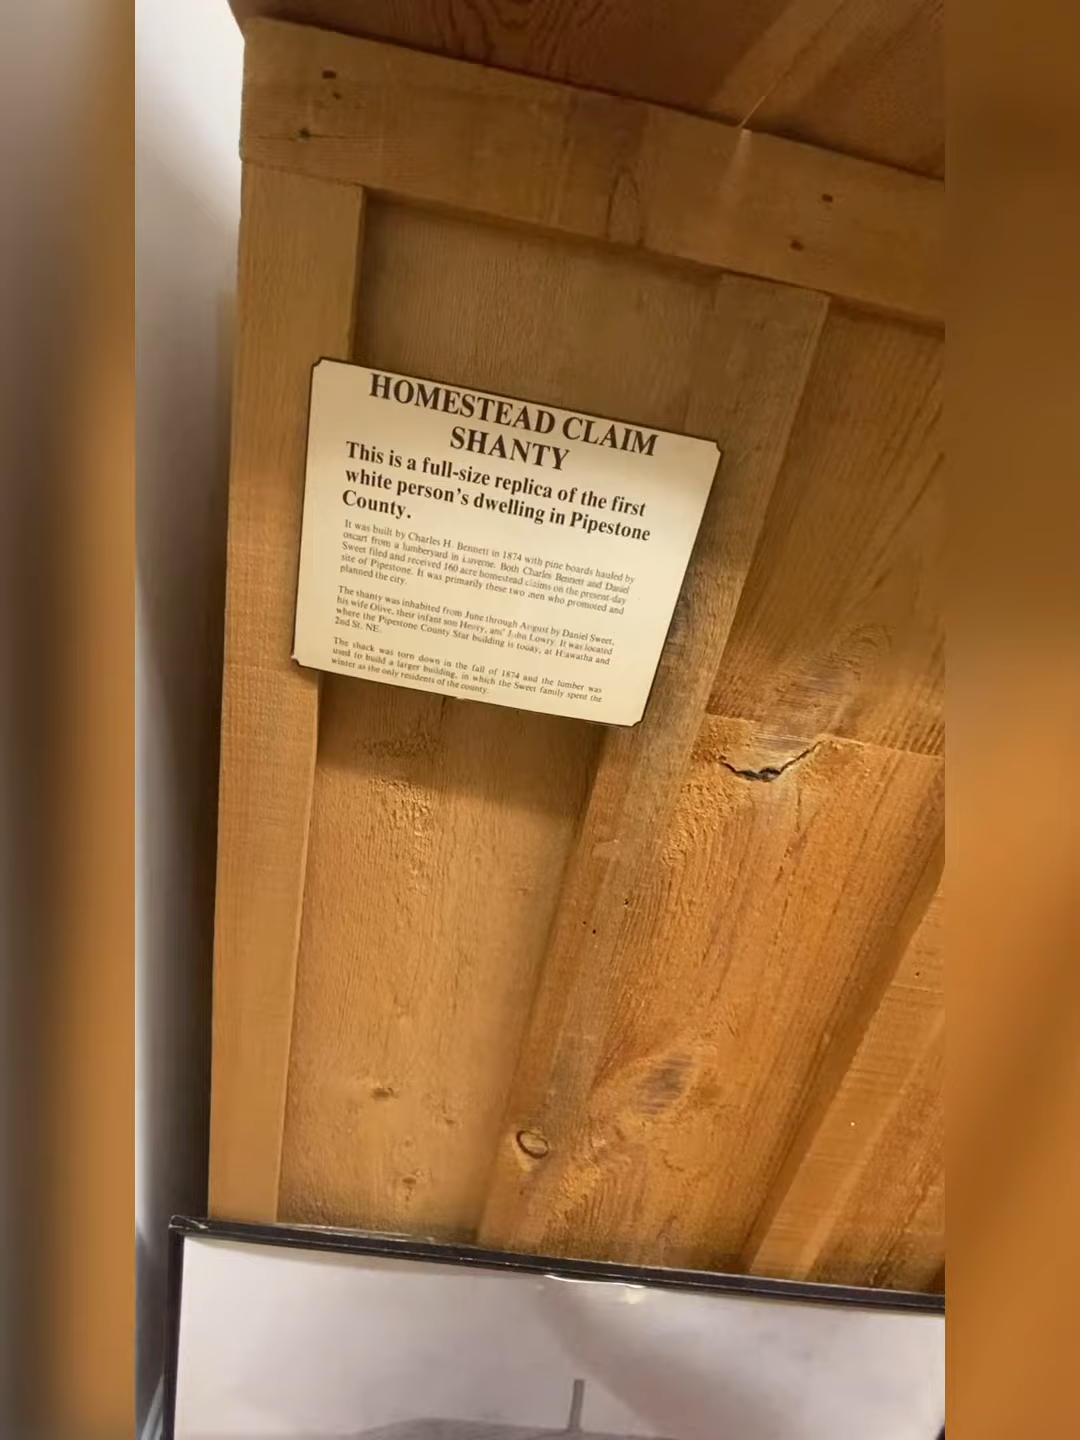 HOMESTEAD CLAIM
SHANTY
This is a full-size replica of the first
white person's dwelling in Pipestone
County.
It was built by Charles H. Bennett in 1874 with pine boards hauled by
oxcart from a lumberyard in Luverne. Both Charles Bennett and Daniel
Sweet filed and received 160 acre homestead claims on the present-day
site of Pipestone. It was primarily these two men who promoted and
planned the city.
The shanty was inhabited from June through August by Daniel Sweet,
his wife Olive, their infant son Henry, and John Lowry. It was located
where the Pipestone County Star building is today, at Hiawatha and
2nd St. NE.
The shack was torn down in the fall of 1874 and the lumber was
used to build a larger building, in which the Sweet family spent the
winter as the only residents of the county.